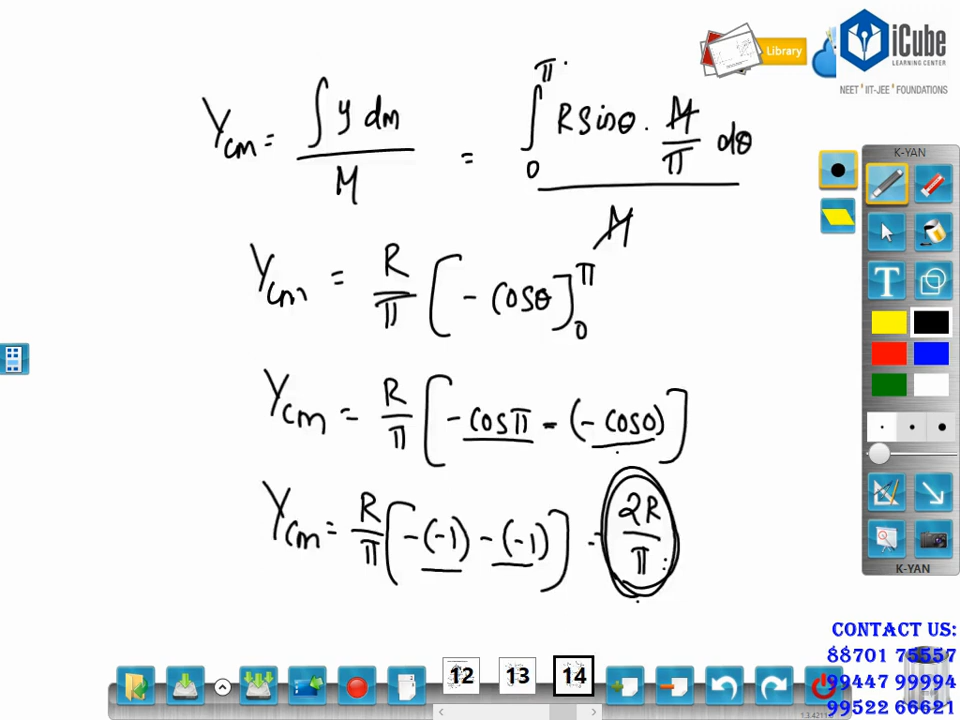 iCube
LEARNING CENTER
NEET | IIT-JEE | FOUNDATIONS
Library
K-YAN
Ycm = ∫ y dm / M = ∫₀^π R sinθ · M/π dθ / M
Ycm = R/π [ - cosθ ]₀^π
Ycm = R/π [ - cosπ - (- cos0) ]
Ycm = R/π [ -(-1) - (-1) ] = 2R/π
T
K-YAN
CONTACT US:
88701 75557
99447 99994
99522 66621
12 13 14